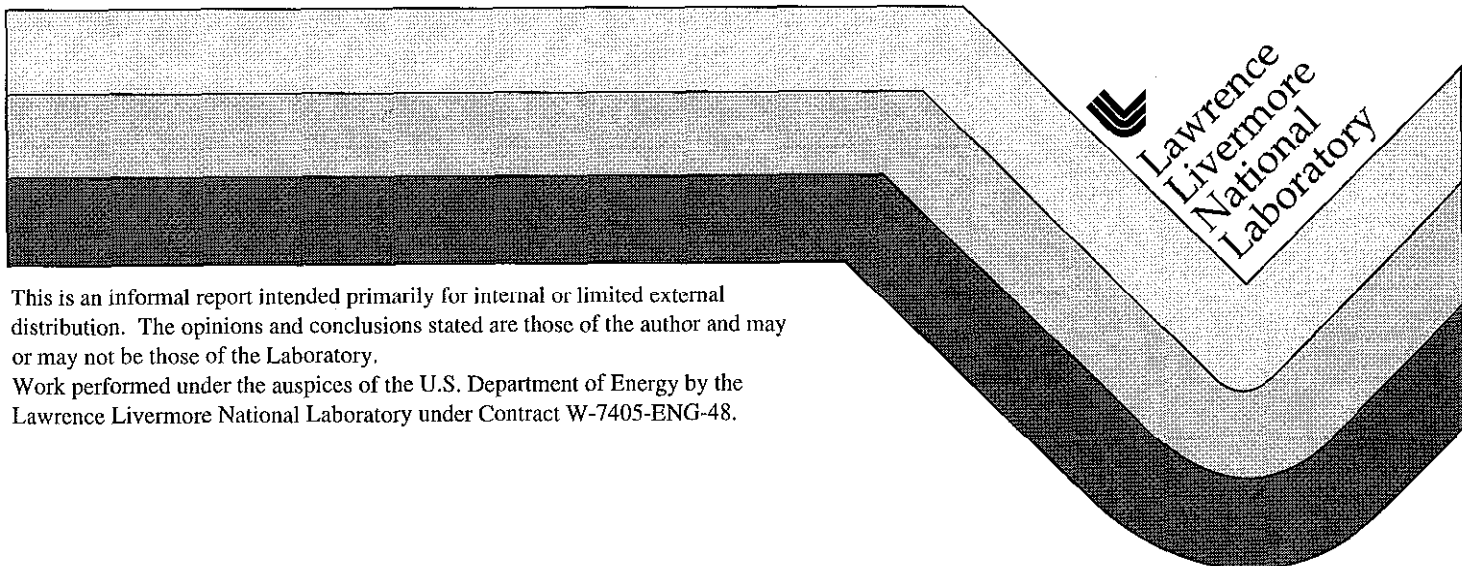 Lawrence
Livermore
National
Laboratory
This is an informal report intended primarily for internal or limited external
distribution. The opinions and conclusions stated are those of the author and may
or may not be those of the Laboratory.
Work performed under the auspices of the U.S. Department of Energy by the
Lawrence Livermore National Laboratory under Contract W-7405-ENG-48.